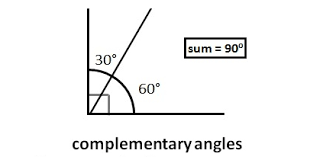 30°
sum = 90°
60°
complementary angles